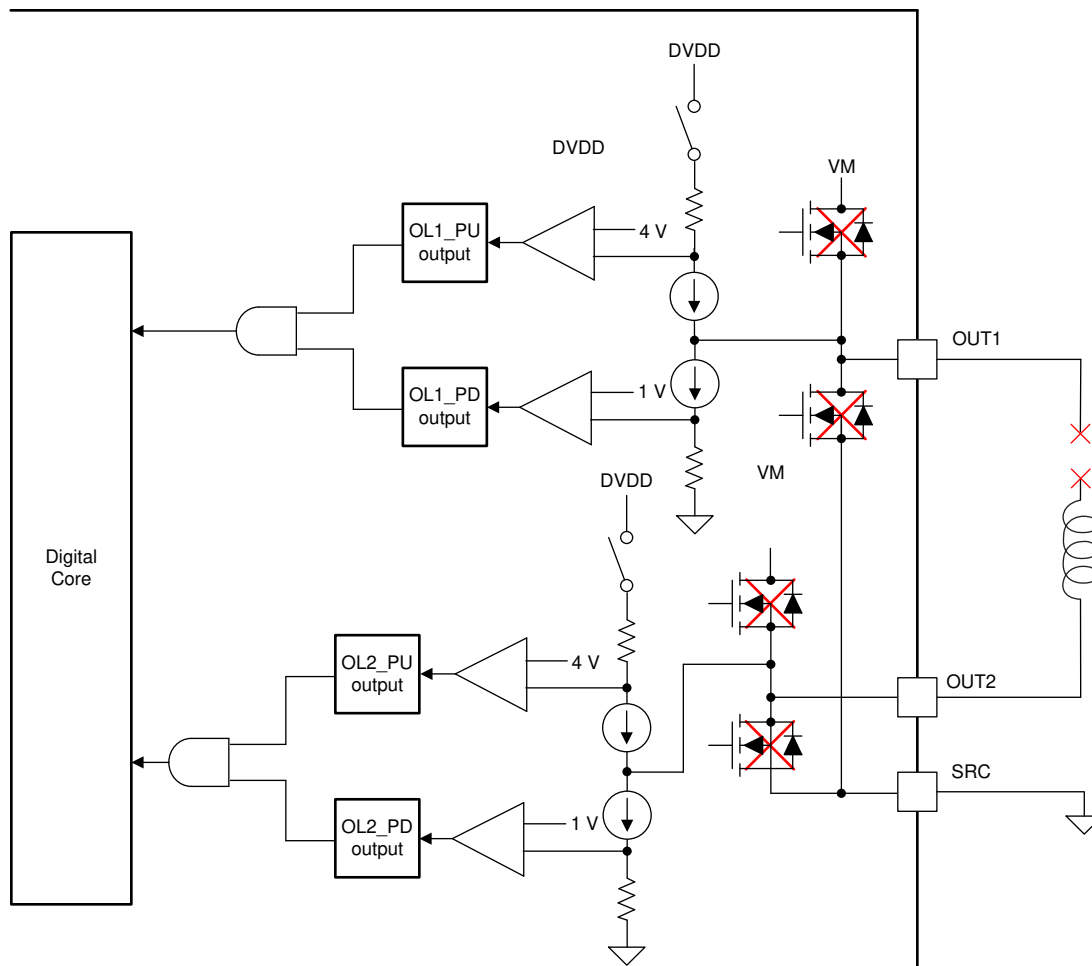 DVDD
DVDD
VM
OL1_PU
output
4 V
OUT1
OL1_PD
output
1 V
VM
DVDD
Digital
Core
OL2_PU
output
4 V
OUT2
SRC
OL2_PD
output
1 V